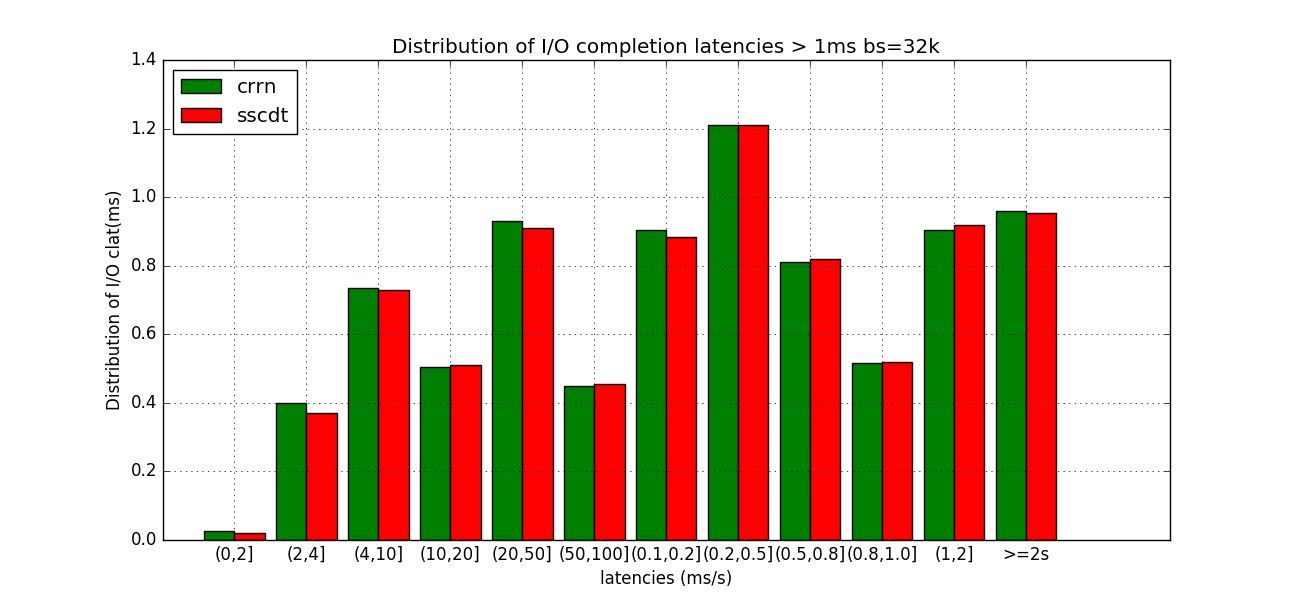 Distribution of I/O completion latencies > 1ms bs=32k
1.4
1.2
1.0
0.8
0.6
0.4
0.2
0.0
Distribution of I/O clat(ms)
crrn
sscdt
(0,2] (2,4] (4,10] (10,20] (20,50] (50,100] (0.1,0.2] (0.2,0.5] (0.5,0.8] (0.8,1.0] (1,2] >=2s
latencies (ms/s)